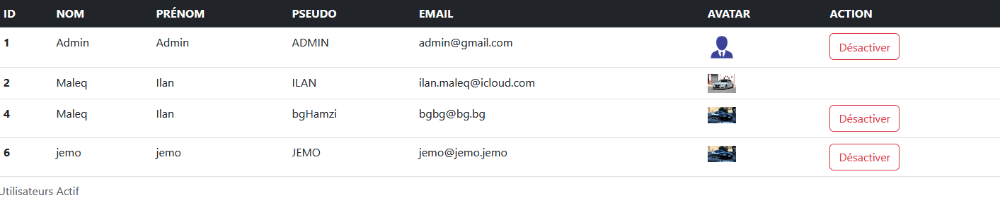 ID NOM PRÉNOM PSEUDO EMAIL AVATAR ACTION
1 Admin Admin ADMIN admin@gmail.com Désactiver
2 Maleq Ilan ILAN ilan.maleq@icloud.com
4 Maleq Ilan bgHamzi bgbg@bg.bg Désactiver
6 jemo jemo JEMO jemo@jemo.jemo Désactiver
Utilisateurs Actif